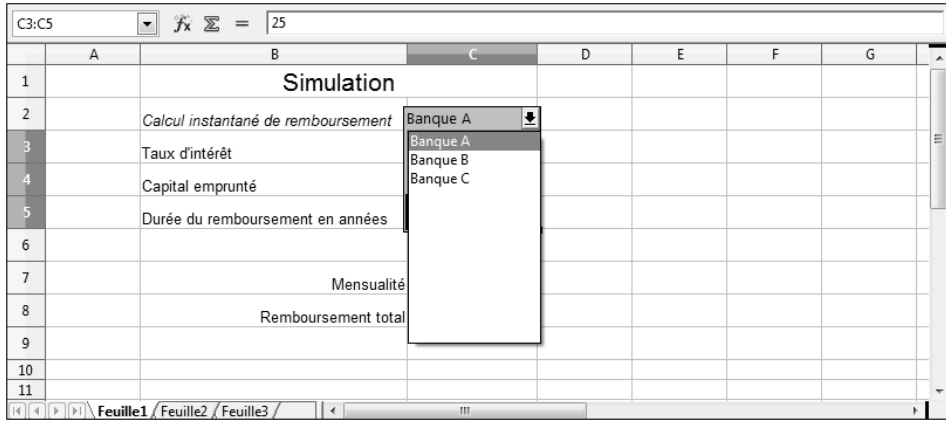 C3:C5 fx Σ = 25
A B C D E F G
1 Simulation
2 Calcul instantané de remboursement Banque A
3 Taux d'intérêt Banque A
Banque B
4 Capital emprunté Banque C
5 Durée du remboursement en années
6
7 Mensualité
8 Remboursement total
9
10
11
Feuille1 Feuille2 Feuille3